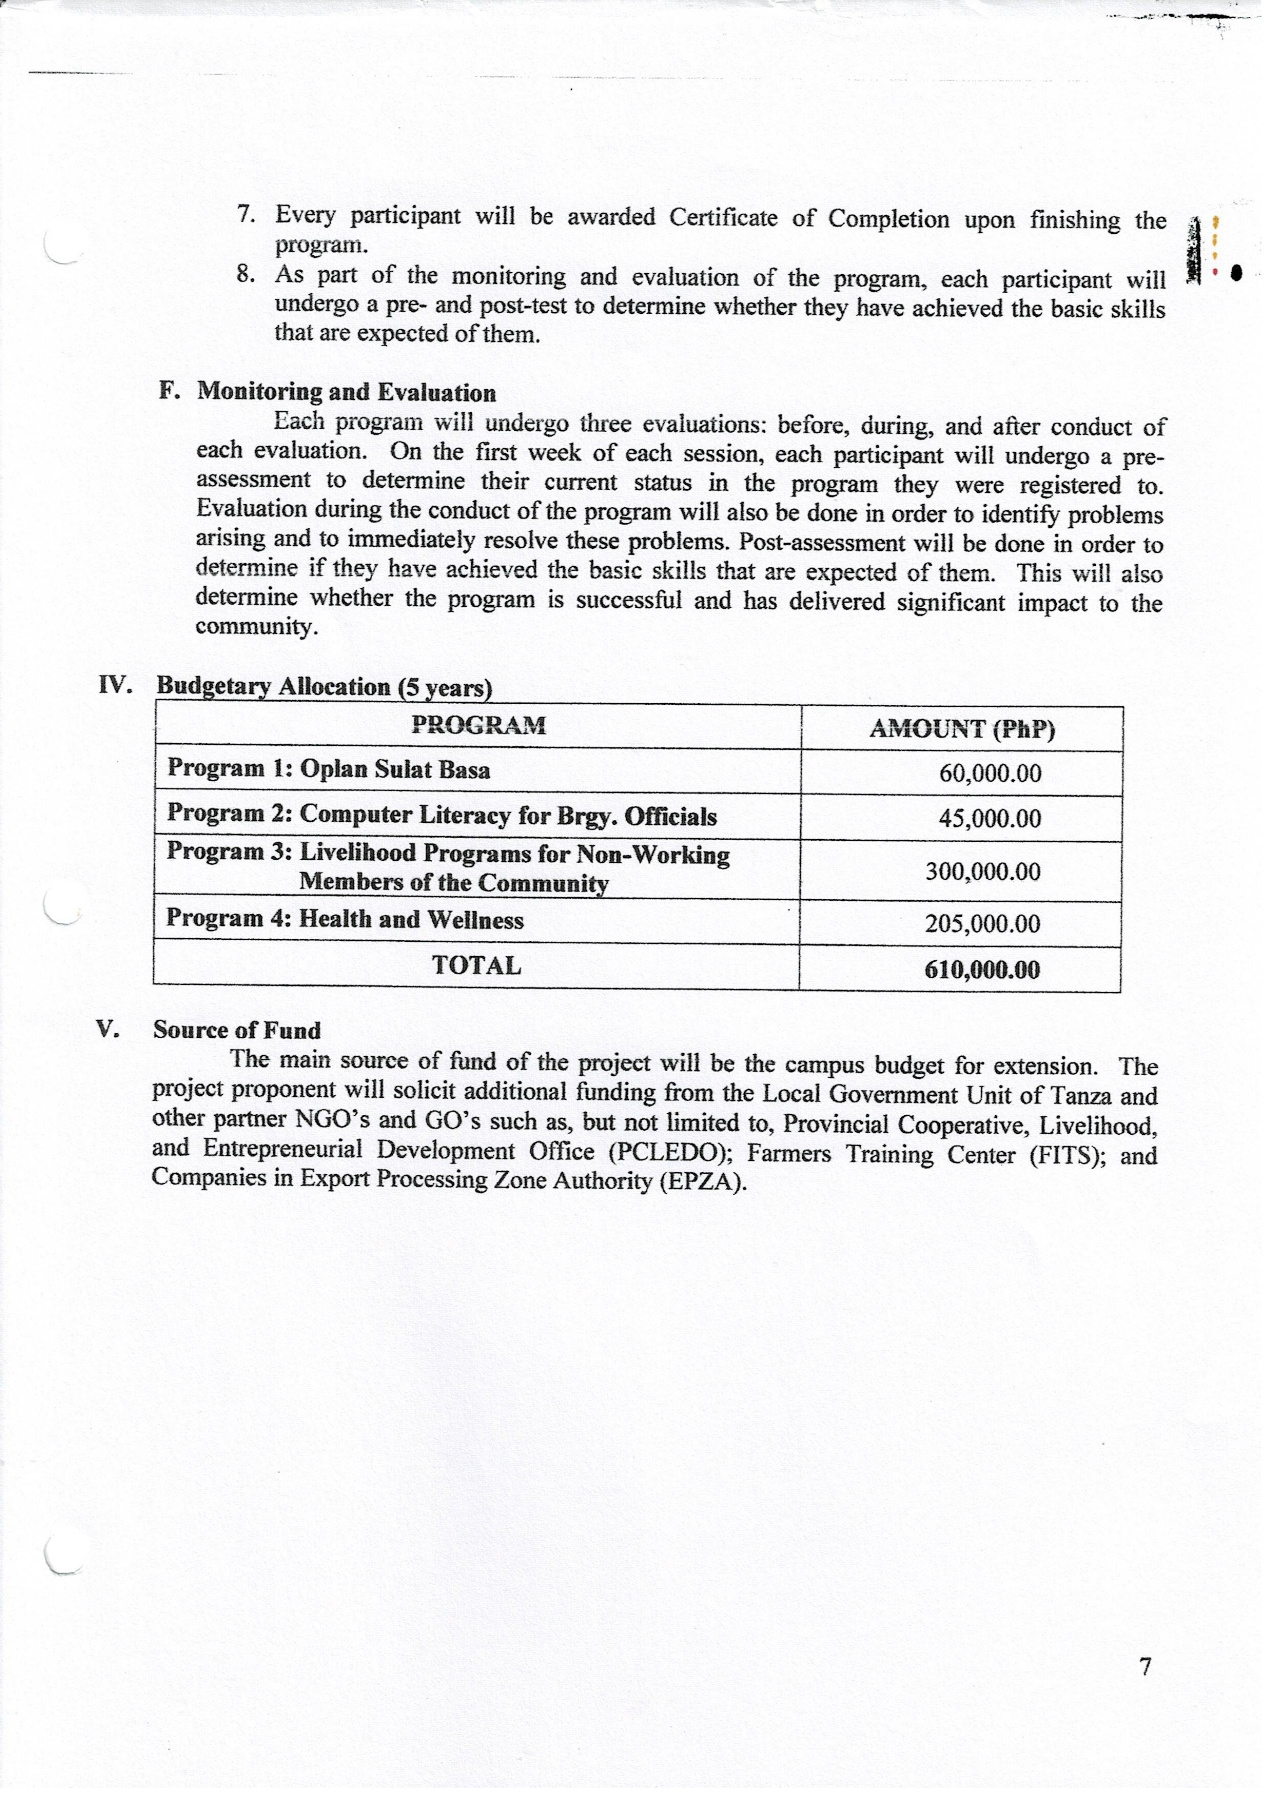 7. Every participant will be awarded Certificate of Completion upon finishing the
program.
8. As part of the monitoring and evaluation of the program, each participant will
undergo a pre- and post-test to determine whether they have achieved the basic skills
that are expected of them.
F. Monitoring and Evaluation
Each program will undergo three evaluations: before, during, and after conduct of
each evaluation. On the first week of each session, each participant will undergo a pre-
assessment to determine their current status in the program they were registered to.
Evaluation during the conduct of the program will also be done in order to identify problems
arising and to immediately resolve these problems. Post-assessment will be done in order to
determine if they have achieved the basic skills that are expected of them. This will also
determine whether the program is successful and has delivered significant impact to the
community.
IV. Budgetary Allocation (5 years)
PROGRAM AMOUNT (PhP)
Program 1: Oplan Sulat Basa 60,000.00
Program 2: Computer Literacy for Brgy. Officials 45,000.00
Program 3: Livelihood Programs for Non-Working
Members of the Community 300,000.00
Program 4: Health and Wellness 205,000.00
TOTAL 610,000.00
V. Source of Fund
The main source of fund of the project will be the campus budget for extension. The
project proponent will solicit additional funding from the Local Government Unit of Tanza and
other partner NGO's and GO's such as, but not limited to, Provincial Cooperative, Livelihood,
and Entrepreneurial Development Office (PCLEDO); Farmers Training Center (FITS); and
Companies in Export Processing Zone Authority (EPZA).
7